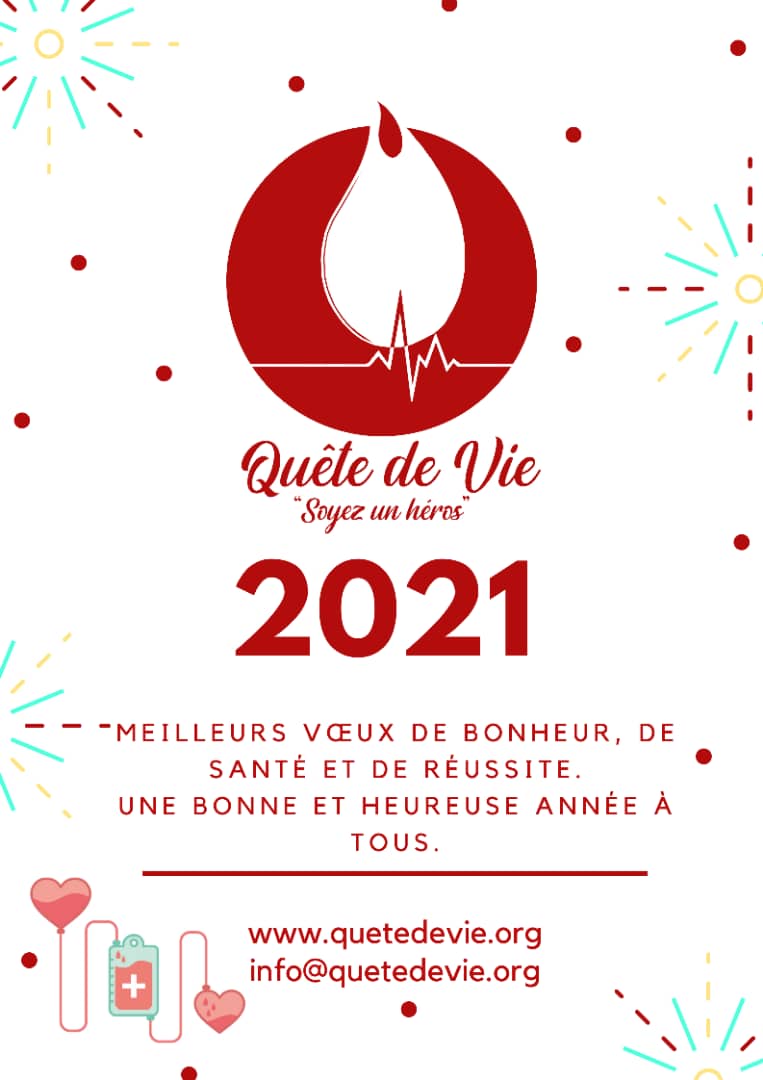 Quête de Vie
"Soyez un héros"
2021
MEILLEURS VŒUX DE BONHEUR, DE
SANTÉ ET DE RÉUSSITE.
UNE BONNE ET HEUREUSE ANNÉE À
TOUS.
www.quetedevie.org
info@quetedevie.org